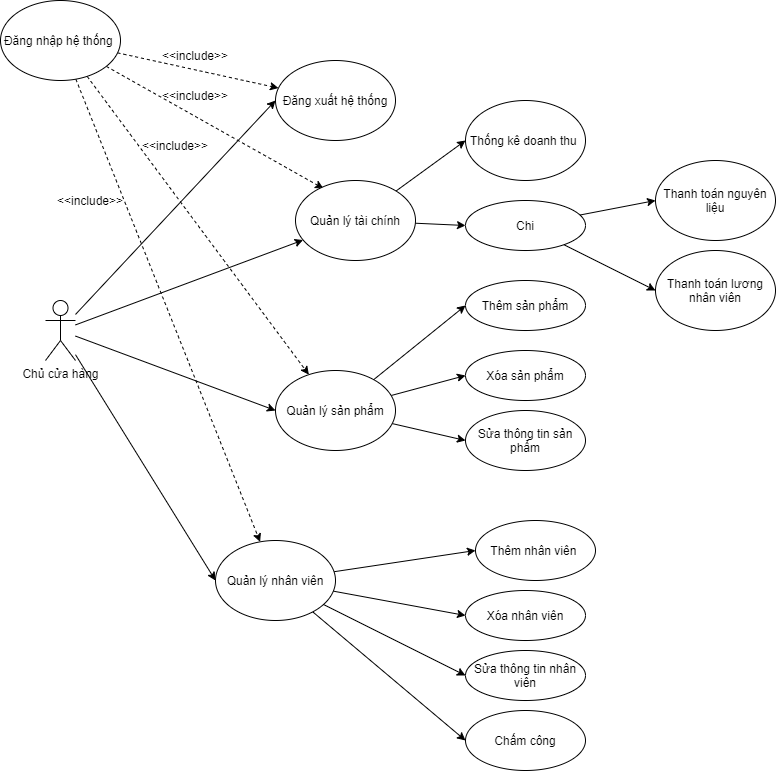 Đăng nhập hệ thống
<<include>>
Đăng xuất hệ thống
<<include>>
<<include>>
<<include>>
Thống kê doanh thu
Quản lý tài chính
Chi
Thanh toán nguyên
liệu
Thanh toán lương
nhân viên
Chủ cửa hàng
Thêm sản phẩm
Xóa sản phẩm
Quản lý sản phẩm
Sửa thông tin sản
phẩm
Thêm nhân viên
Quản lý nhân viên
Xóa nhân viên
Sửa thông tin nhân
viên
Chấm công